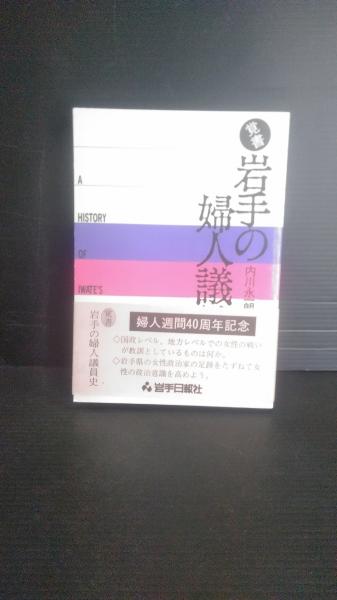 覚書
岩手の
婦人議
内川永一朗
A
HISTORY
OF
IWATE'S
覚書
岩手の婦人議員史
婦人週間40周年記念
◇国政レベル、地方レベルでの女性の戦い
が教訓としているものは何か。
◇岩手県の女性政治家の足跡をたずねて女
性の政治意識を高めよう。
岩手日報社